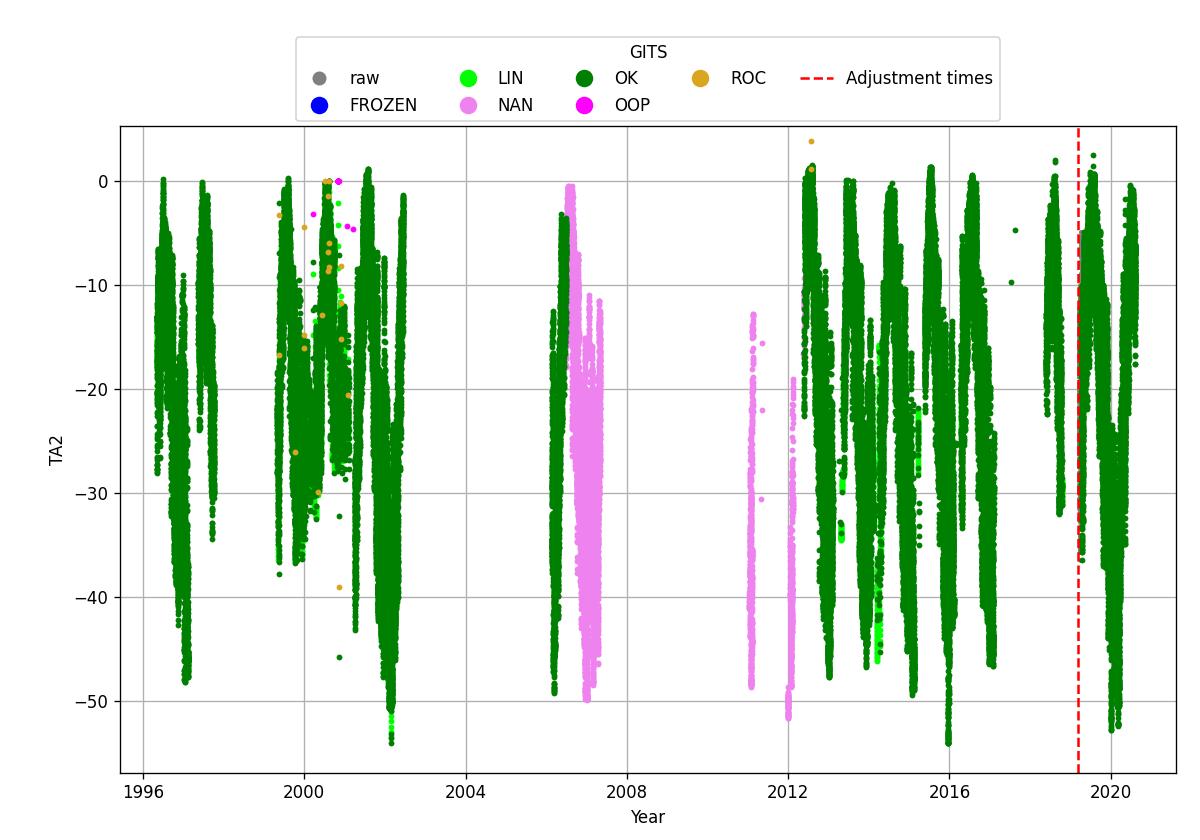 GITS
raw LIN OK ROC Adjustment times
FROZEN NAN OOP
0
−10
−20
−30
−40
−50
TA2
1996 2000 2004 2008 2012 2016 2020
Year